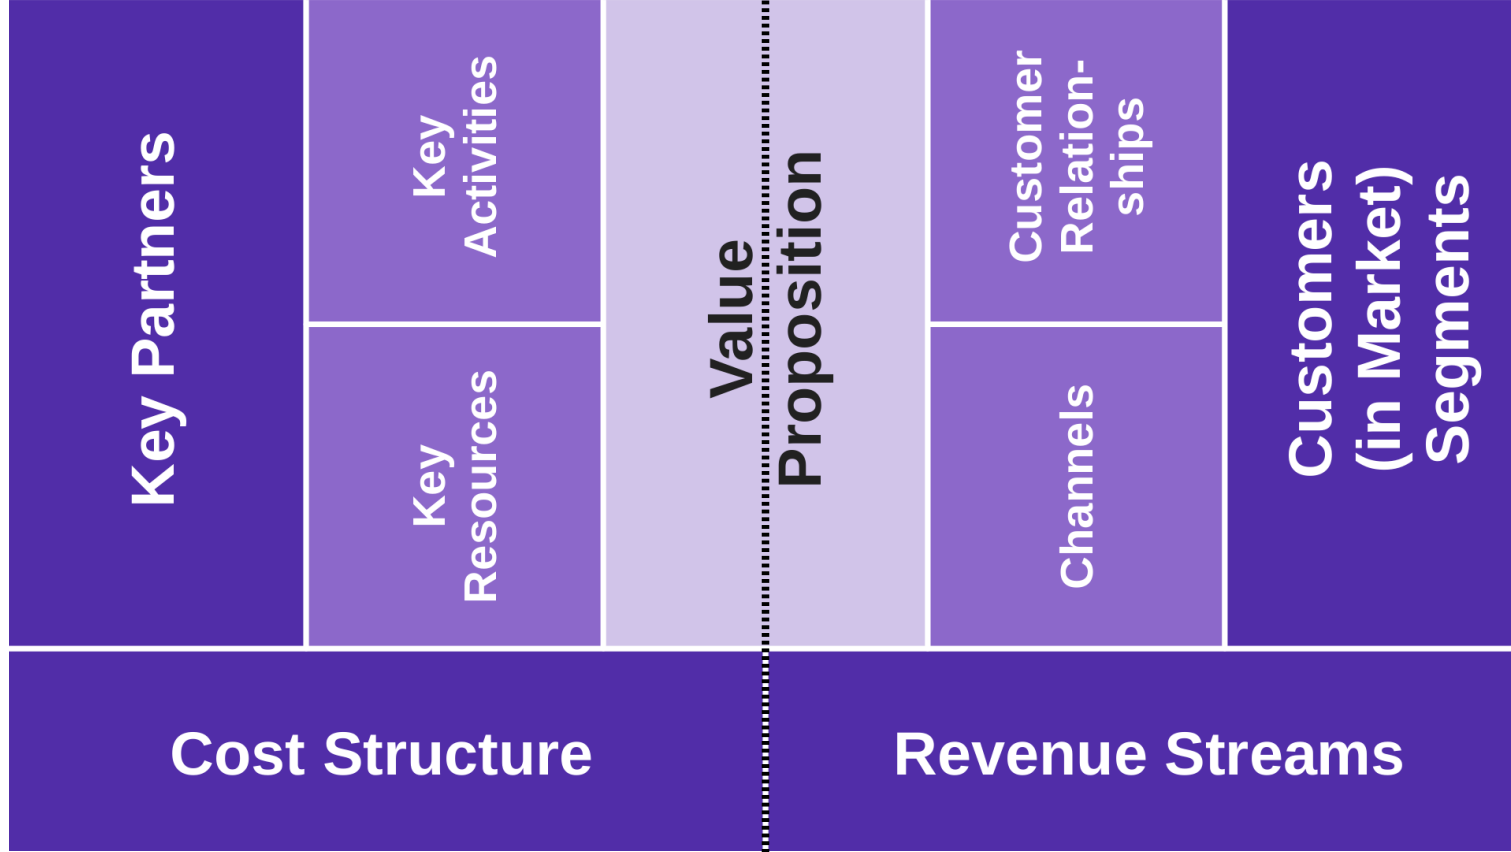 Key Partners
Key
Activities
Key
Resources
Value
Proposition
Customer
Relation-
ships
Channels
Customers
(in Market)
Segments
Cost Structure
Revenue Streams